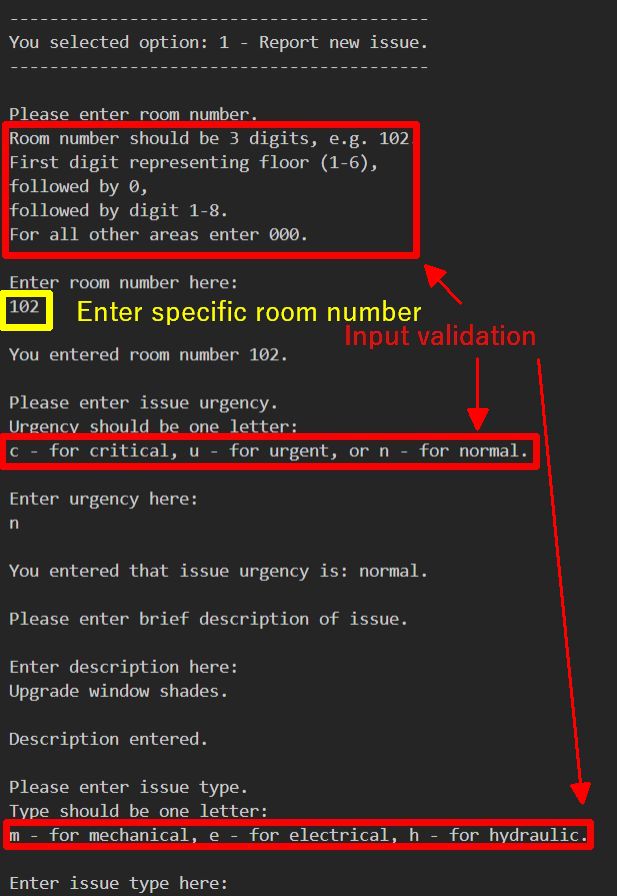 ------------------------------------------
You selected option: 1 - Report new issue.
------------------------------------------
Please enter room number.
Room number should be 3 digits, e.g. 102
First digit representing floor (1-6),
followed by 0,
followed by digit 1-8.
For all other areas enter 000.
Enter room number here:
102 Enter specific room number
Input validation
You entered room number 102.
Please enter issue urgency.
Urgency should be one letter:
c - for critical, u - for urgent, or n - for normal.
Enter urgency here:
n
You entered that issue urgency is: normal.
Please enter brief description of issue.
Enter description here:
Upgrade window shades.
Description entered.
Please enter issue type.
Type should be one letter:
m - for mechanical, e - for electrical, h - for hydraulic.
Enter issue type here: